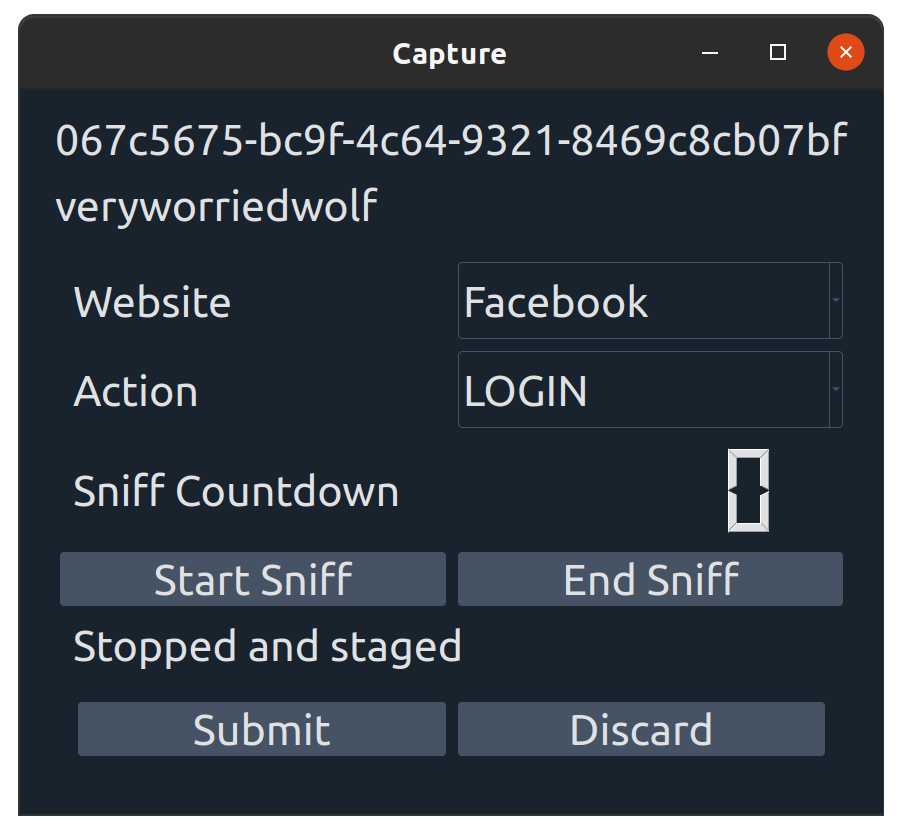 Capture
067c5675-bc9f-4c64-9321-8469c8cb07bf
veryworriedwolf
Website Facebook
Action LOGIN
Sniff Countdown 0
Start Sniff End Sniff
Stopped and staged
Submit Discard